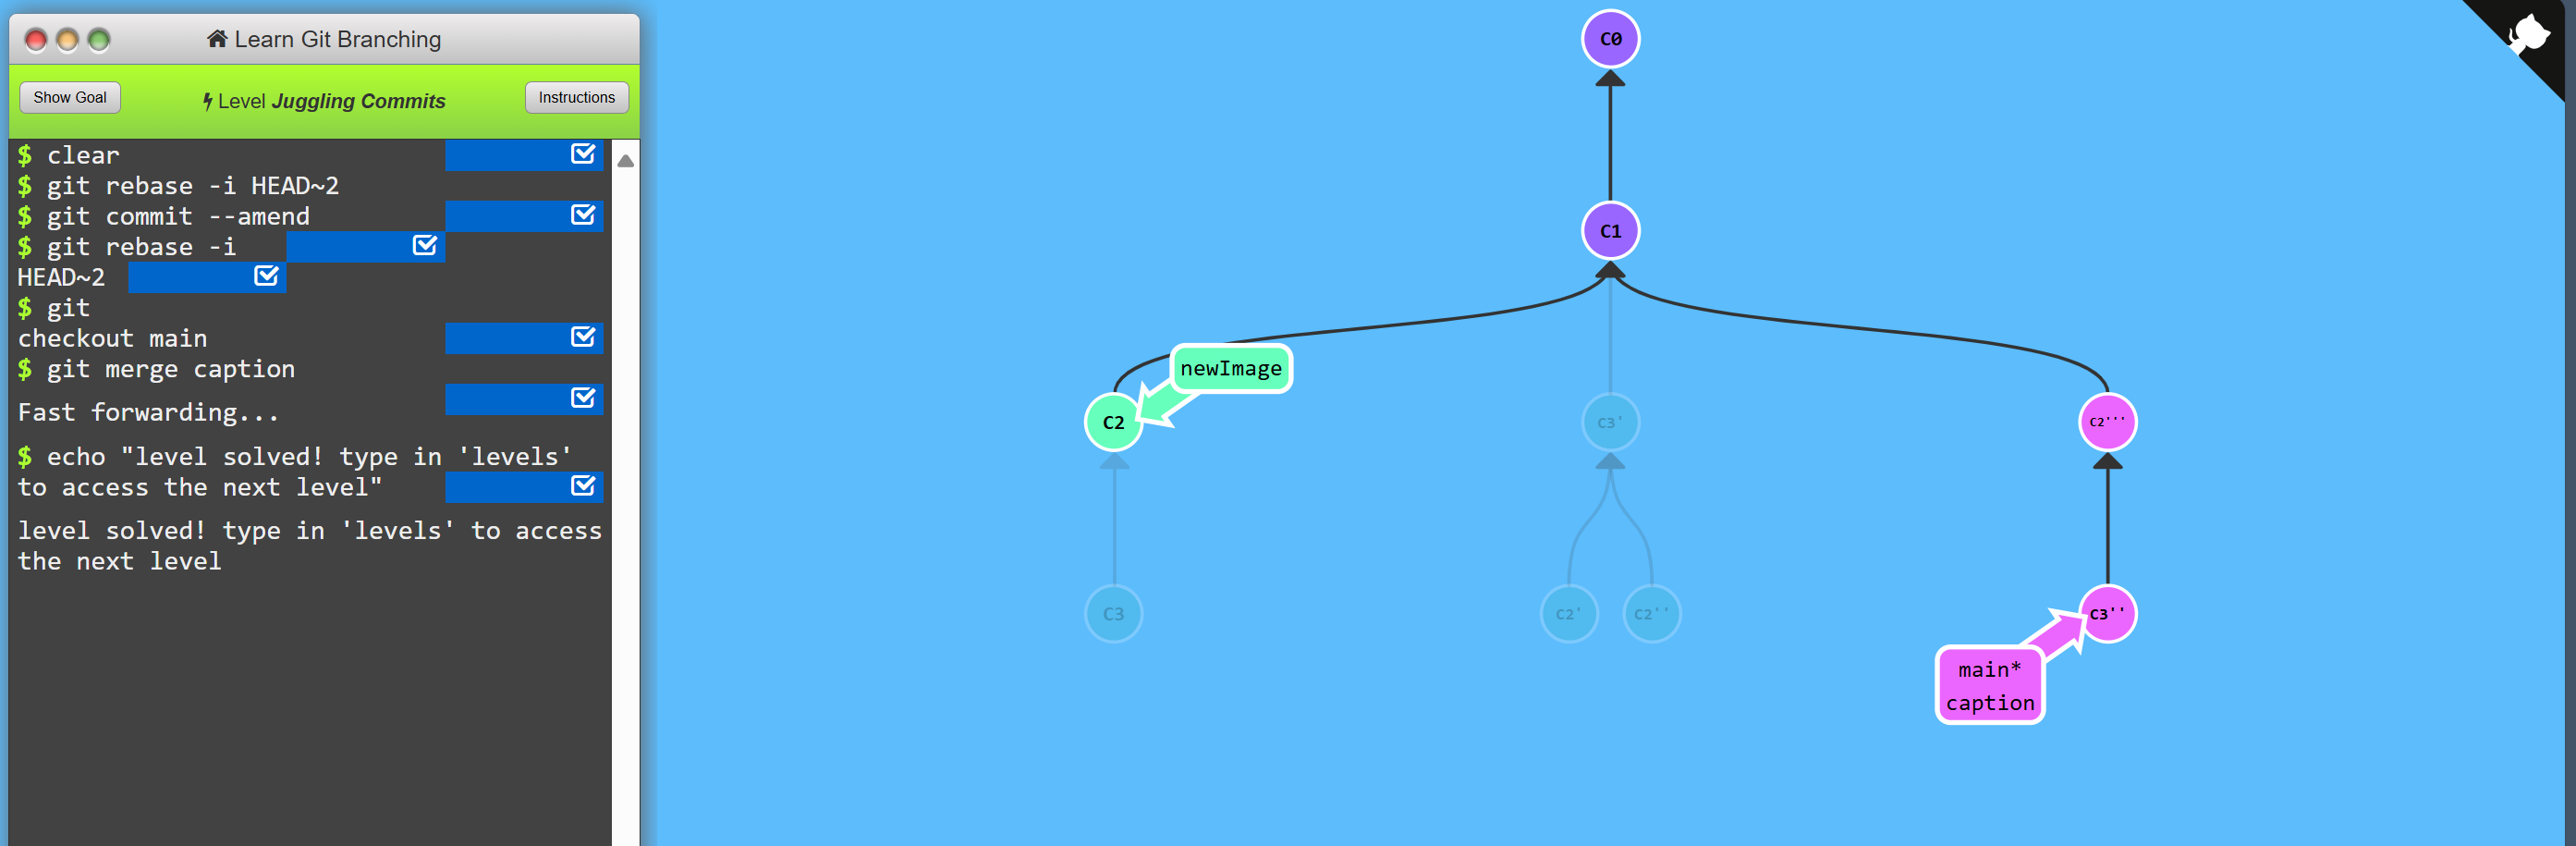 Learn Git Branching
Show Goal
Level Juggling Commits
Instructions
$ clear
$ git rebase -i HEAD~2
$ git commit --amend
$ git rebase -i
HEAD~2
$ git
checkout main
$ git merge caption
Fast forwarding...
$ echo "level solved! type in 'levels'
to access the next level"
level solved! type in 'levels' to access
the next level
C0
C1
newImage
C2
C3'
C2'''
C3
C2'
C2''
C3''
main*
caption